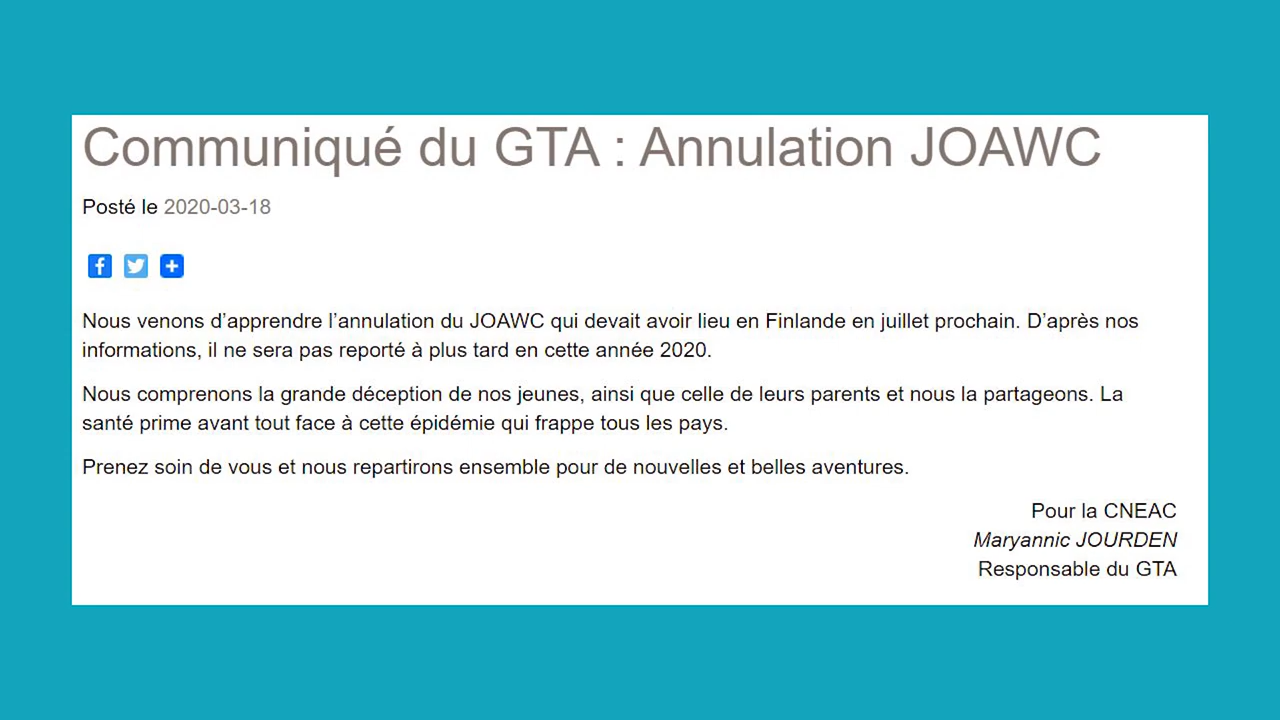 Communiqué du GTA : Annulation JOAWC
Posté le 2020-03-18
Nous venons d’apprendre l’annulation du JOAWC qui devait avoir lieu en Finlande en juillet prochain. D’après nos
informations, il ne sera pas reporté à plus tard en cette année 2020.
Nous comprenons la grande déception de nos jeunes, ainsi que celle de leurs parents et nous la partageons. La
santé prime avant tout face à cette épidémie qui frappe tous les pays.
Prenez soin de vous et nous repartirons ensemble pour de nouvelles et belles aventures.
Pour la CNEAC
Maryannic JOURDEN
Responsable du GTA